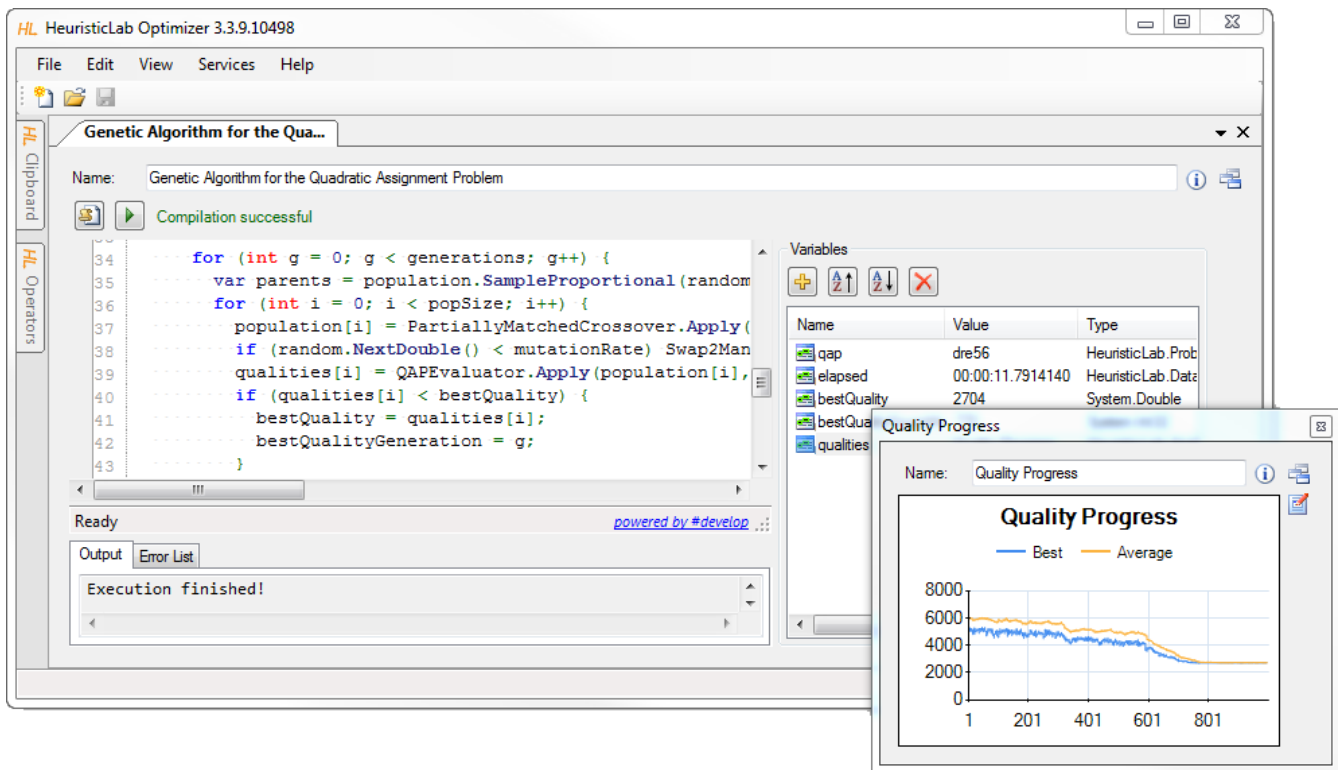 HL HeuristicLab Optimizer 3.3.9.10498
File Edit View Services Help
Genetic Algorithm for the Qua...
HL Clipboard
HL Operators
Name: Genetic Algorithm for the Quadratic Assignment Problem
Compilation successful
34 for (int g = 0; g < generations; g++) {
35 var parents = population.SampleProportional(random
36 for (int i = 0; i < popSize; i++) {
37 population[i] = PartiallyMatchedCrossover.Apply(
38 if (random.NextDouble() < mutationRate) Swap2Man
39 qualities[i] = QAPEvaluator.Apply(population[i],
40 if (qualities[i] < bestQuality) {
41 bestQuality = qualities[i];
42 bestQualityGeneration = g;
43 }
Ready powered by #develop
Output Error List
Execution finished!
Variables
Name Value Type
qap dre56 HeuristicLab.Prob
elapsed 00:00:11.7914140 HeuristicLab.Data
bestQuality 2704 System.Double
bestQua
qualities
Quality Progress
Name: Quality Progress
Quality Progress
Best Average
8000
6000
4000
2000
0
1 201 401 601 801